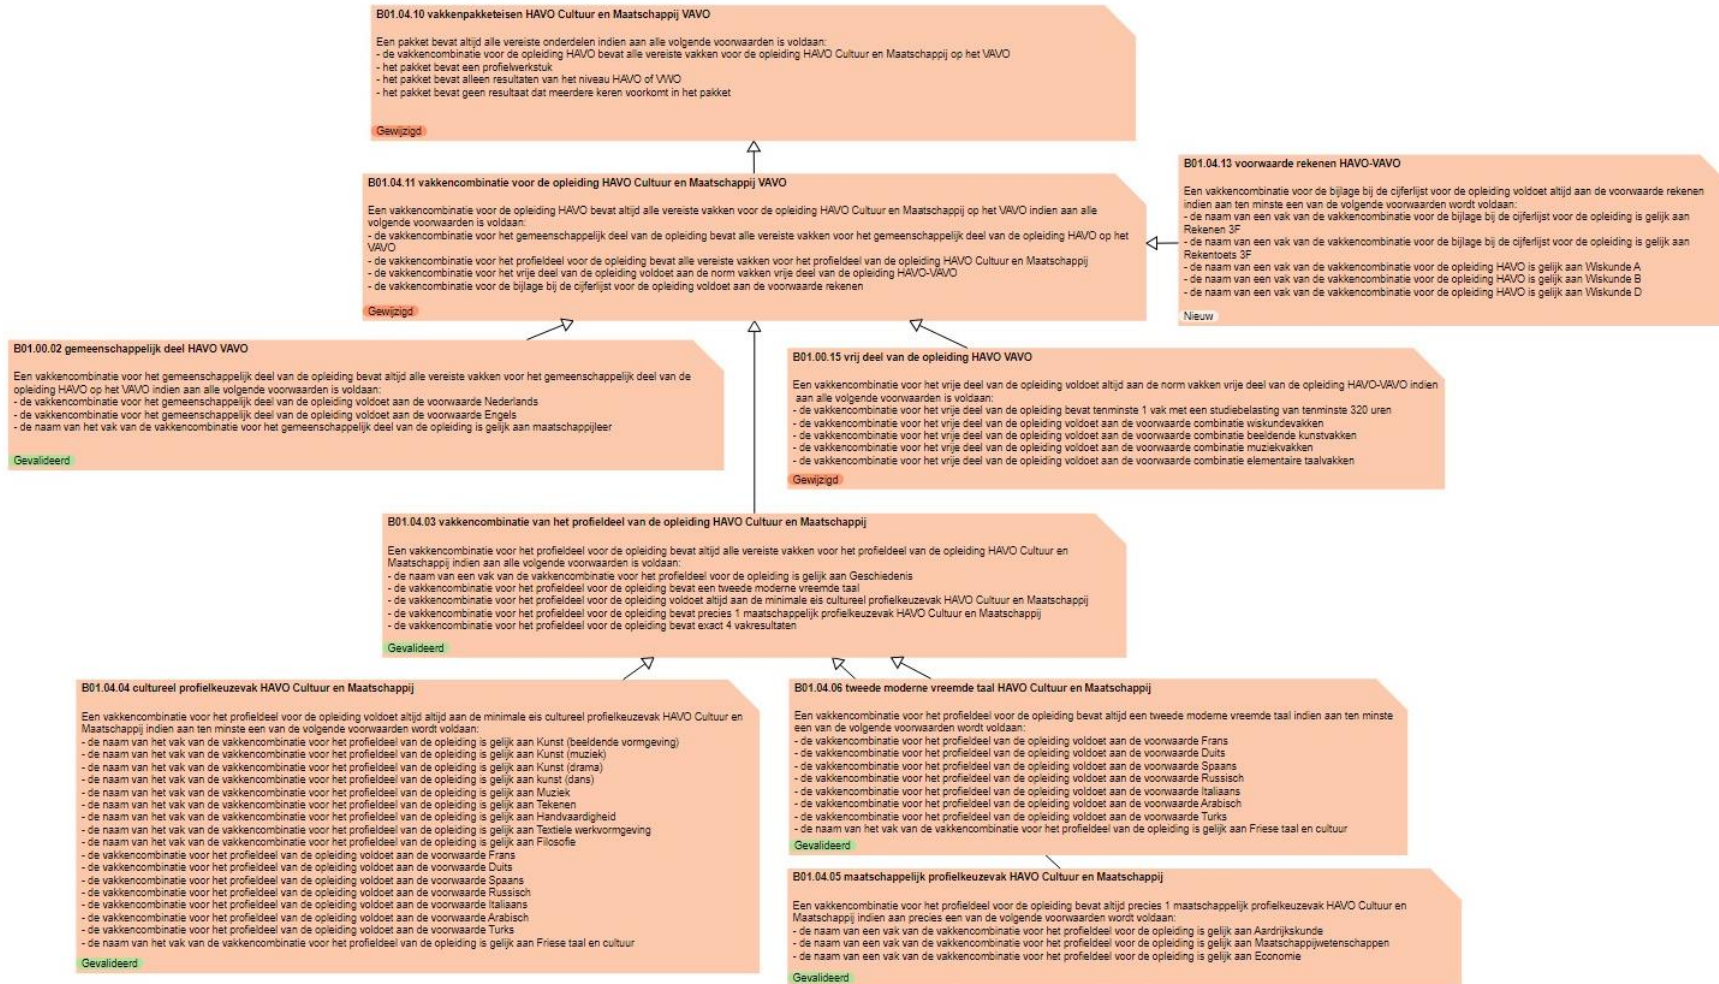 B01.04.10 vakkenpakketeisen HAVO Cultuur en Maatschappij VAVO
Een pakket bevat altijd alle vereiste onderdelen indien aan alle volgende voorwaarden is voldaan:
- de vakkencombinatie voor de opleiding HAVO bevat alle vereiste vakken voor de opleiding HAVO Cultuur en Maatschappij op het VAVO
- het pakket bevat een profielwerkstuk
- het pakket bevat alleen resultaten van het niveau HAVO of VWO
- het pakket bevat geen resultaat dat meerdere keren voorkomt in het pakket
Gewijzigd
B01.04.11 vakkencombinatie voor de opleiding HAVO Cultuur en Maatschappij VAVO
Een vakkencombinatie voor de opleiding HAVO bevat altijd alle vereiste vakken voor de opleiding HAVO Cultuur en Maatschappij op het VAVO indien aan alle
volgende voorwaarden is voldaan:
- de vakkencombinatie voor het gemeenschappelijk deel van de opleiding bevat alle vereiste vakken voor het gemeenschappelijk deel van de opleiding HAVO op het
VAVO
- de vakkencombinatie voor het profieldeel voor de opleiding bevat alle vereiste vakken voor het profieldeel van de opleiding HAVO Cultuur en Maatschappij
- de vakkencombinatie voor het vrije deel van de opleiding voldoet aan de norm vakken vrije deel van de opleiding HAVO-VAVO
- de vakkencombinatie voor de bijlage bij de cijferlijst voor de opleiding voldoet aan de voorwaarde rekenen
Gewijzigd
B01.04.13 voorwaarde rekenen HAVO-VAVO
Een vakkencombinatie voor de bijlage bij de cijferlijst voor de opleiding voldoet altijd aan de voorwaarde rekenen
indien aan ten minste een van de volgende voorwaarden wordt voldaan:
- de naam van een vak van de vakkencombinatie voor de bijlage bij de cijferlijst voor de opleiding is gelijk aan
Rekenen 3F
- de naam van een vak van de vakkencombinatie voor de bijlage bij de cijferlijst voor de opleiding is gelijk aan
Rekentoets 3F
- de naam van een vak van de vakkencombinatie voor de opleiding HAVO is gelijk aan Wiskunde A
- de naam van een vak van de vakkencombinatie voor de opleiding HAVO is gelijk aan Wiskunde B
- de naam van een vak van de vakkencombinatie voor de opleiding HAVO is gelijk aan Wiskunde D
Nieuw
B01.00.02 gemeenschappelijk deel HAVO VAVO
Een vakkencombinatie voor het gemeenschappelijk deel van de opleiding bevat altijd alle vereiste vakken voor het gemeenschappelijk deel van de
opleiding HAVO op het VAVO indien aan alle volgende voorwaarden is voldaan:
- de vakkencombinatie voor het gemeenschappelijk deel van de opleiding voldoet aan de voorwaarde Nederlands
- de vakkencombinatie voor het gemeenschappelijk deel van de opleiding voldoet aan de voorwaarde Engels
- de naam van het vak van de vakkencombinatie voor het gemeenschappelijk deel van de opleiding is gelijk aan maatschappijleer
Gevalideerd
B01.00.15 vrij deel van de opleiding HAVO VAVO
Een vakkencombinatie voor het vrije deel van de opleiding voldoet altijd aan de norm vakken vrije deel van de opleiding HAVO-VAVO indien
aan alle volgende voorwaarden is voldaan:
- de vakkencombinatie voor het vrije deel van de opleiding bevat tenminste 1 vak met een studiebelasting van tenminste 320 uren
- de vakkencombinatie voor het vrije deel van de opleiding voldoet aan de voorwaarde combinatie wiskundevakken
- de vakkencombinatie voor het vrije deel van de opleiding voldoet aan de voorwaarde combinatie beeldende kunstvakken
- de vakkencombinatie voor het vrije deel van de opleiding voldoet aan de voorwaarde combinatie muziekvakken
- de vakkencombinatie voor het vrije deel van de opleiding voldoet aan de voorwaarde combinatie elementaire taalvakken
Gewijzigd
B01.04.03 vakkencombinatie van het profieldeel van de opleiding HAVO Cultuur en Maatschappij
Een vakkencombinatie voor het profieldeel voor de opleiding bevat altijd alle vereiste vakken voor het profieldeel van de opleiding HAVO Cultuur en
Maatschappij indien aan alle volgende voorwaarden is voldaan:
- de naam van een vak van de vakkencombinatie voor het profieldeel voor de opleiding is gelijk aan Geschiedenis
- de vakkencombinatie voor het profieldeel voor de opleiding bevat een tweede moderne vreemde taal
- de vakkencombinatie voor het profieldeel voor de opleiding voldoet altijd aan de minimale eis cultureel profielkeuzevak HAVO Cultuur en Maatschappij
- de vakkencombinatie voor het profieldeel voor de opleiding bevat precies 1 maatschappelijk profielkeuzevak HAVO Cultuur en Maatschappij
- de vakkencombinatie voor het profieldeel voor de opleiding bevat exact 4 vakresultaten
Gevalideerd
B01.04.04 cultureel profielkeuzevak HAVO Cultuur en Maatschappij
Een vakkencombinatie voor het profieldeel voor de opleiding voldoet altijd altijd aan de minimale eis cultureel profielkeuzevak HAVO Cultuur en
Maatschappij indien aan ten minste een van de volgende voorwaarden wordt voldaan:
- de naam van het vak van de vakkencombinatie voor het profieldeel van de opleiding is gelijk aan Kunst (beeldende vormgeving)
- de naam van het vak van de vakkencombinatie voor het profieldeel van de opleiding is gelijk aan Kunst (muziek)
- de naam van het vak van de vakkencombinatie voor het profieldeel van de opleiding is gelijk aan Kunst (drama)
- de naam van het vak van de vakkencombinatie voor het profieldeel van de opleiding is gelijk aan kunst (dans)
- de naam van het vak van de vakkencombinatie voor het profieldeel van de opleiding is gelijk aan Muziek
- de naam van het vak van de vakkencombinatie voor het profieldeel van de opleiding is gelijk aan Tekenen
- de naam van het vak van de vakkencombinatie voor het profieldeel van de opleiding is gelijk aan Handvaardigheid
- de naam van het vak van de vakkencombinatie voor het profieldeel van de opleiding is gelijk aan Textiele werkvormgeving
- de naam van het vak van de vakkencombinatie voor het profieldeel van de opleiding is gelijk aan Filosofie
- de vakkencombinatie voor het profieldeel van de opleiding voldoet aan de voorwaarde Frans
- de vakkencombinatie voor het profieldeel van de opleiding voldoet aan de voorwaarde Duits
- de vakkencombinatie voor het profieldeel van de opleiding voldoet aan de voorwaarde Spaans
- de vakkencombinatie voor het profieldeel van de opleiding voldoet aan de voorwaarde Russisch
- de vakkencombinatie voor het profieldeel van de opleiding voldoet aan de voorwaarde Italiaans
- de vakkencombinatie voor het profieldeel van de opleiding voldoet aan de voorwaarde Arabisch
- de vakkencombinatie voor het profieldeel van de opleiding voldoet aan de voorwaarde Turks
- de naam van het vak van de vakkencombinatie voor het profieldeel van de opleiding is gelijk aan Friese taal en cultuur
Gevalideerd
B01.04.06 tweede moderne vreemde taal HAVO Cultuur en Maatschappij
Een vakkencombinatie voor het profieldeel voor de opleiding bevat altijd een tweede moderne vreemde taal indien aan ten minste
een van de volgende voorwaarden wordt voldaan:
- de vakkencombinatie voor het profieldeel van de opleiding voldoet aan de voorwaarde Frans
- de vakkencombinatie voor het profieldeel van de opleiding voldoet aan de voorwaarde Duits
- de vakkencombinatie voor het profieldeel van de opleiding voldoet aan de voorwaarde Spaans
- de vakkencombinatie voor het profieldeel van de opleiding voldoet aan de voorwaarde Russisch
- de vakkencombinatie voor het profieldeel van de opleiding voldoet aan de voorwaarde Italiaans
- de vakkencombinatie voor het profieldeel van de opleiding voldoet aan de voorwaarde Arabisch
- de vakkencombinatie voor het profieldeel van de opleiding voldoet aan de voorwaarde Turks
- de naam van het vak van de vakkencombinatie voor het profieldeel van de opleiding is gelijk aan Friese taal en cultuur
Gevalideerd
B01.04.05 maatschappelijk profielkeuzevak HAVO Cultuur en Maatschappij
Een vakkencombinatie voor het profieldeel voor de opleiding bevat altijd precies 1 maatschappelijk profielkeuzevak HAVO Cultuur en
Maatschappij indien aan precies een van de volgende voorwaarden wordt voldaan:
- de naam van een vak van de vakkencombinatie voor het profieldeel voor de opleiding is gelijk aan Aardrijkskunde
- de naam van een vak van de vakkencombinatie voor het profieldeel voor de opleiding is gelijk aan Maatschappijwetenschappen
- de naam van een vak van de vakkencombinatie voor het profieldeel voor de opleiding is gelijk aan Economie
Gevalideerd